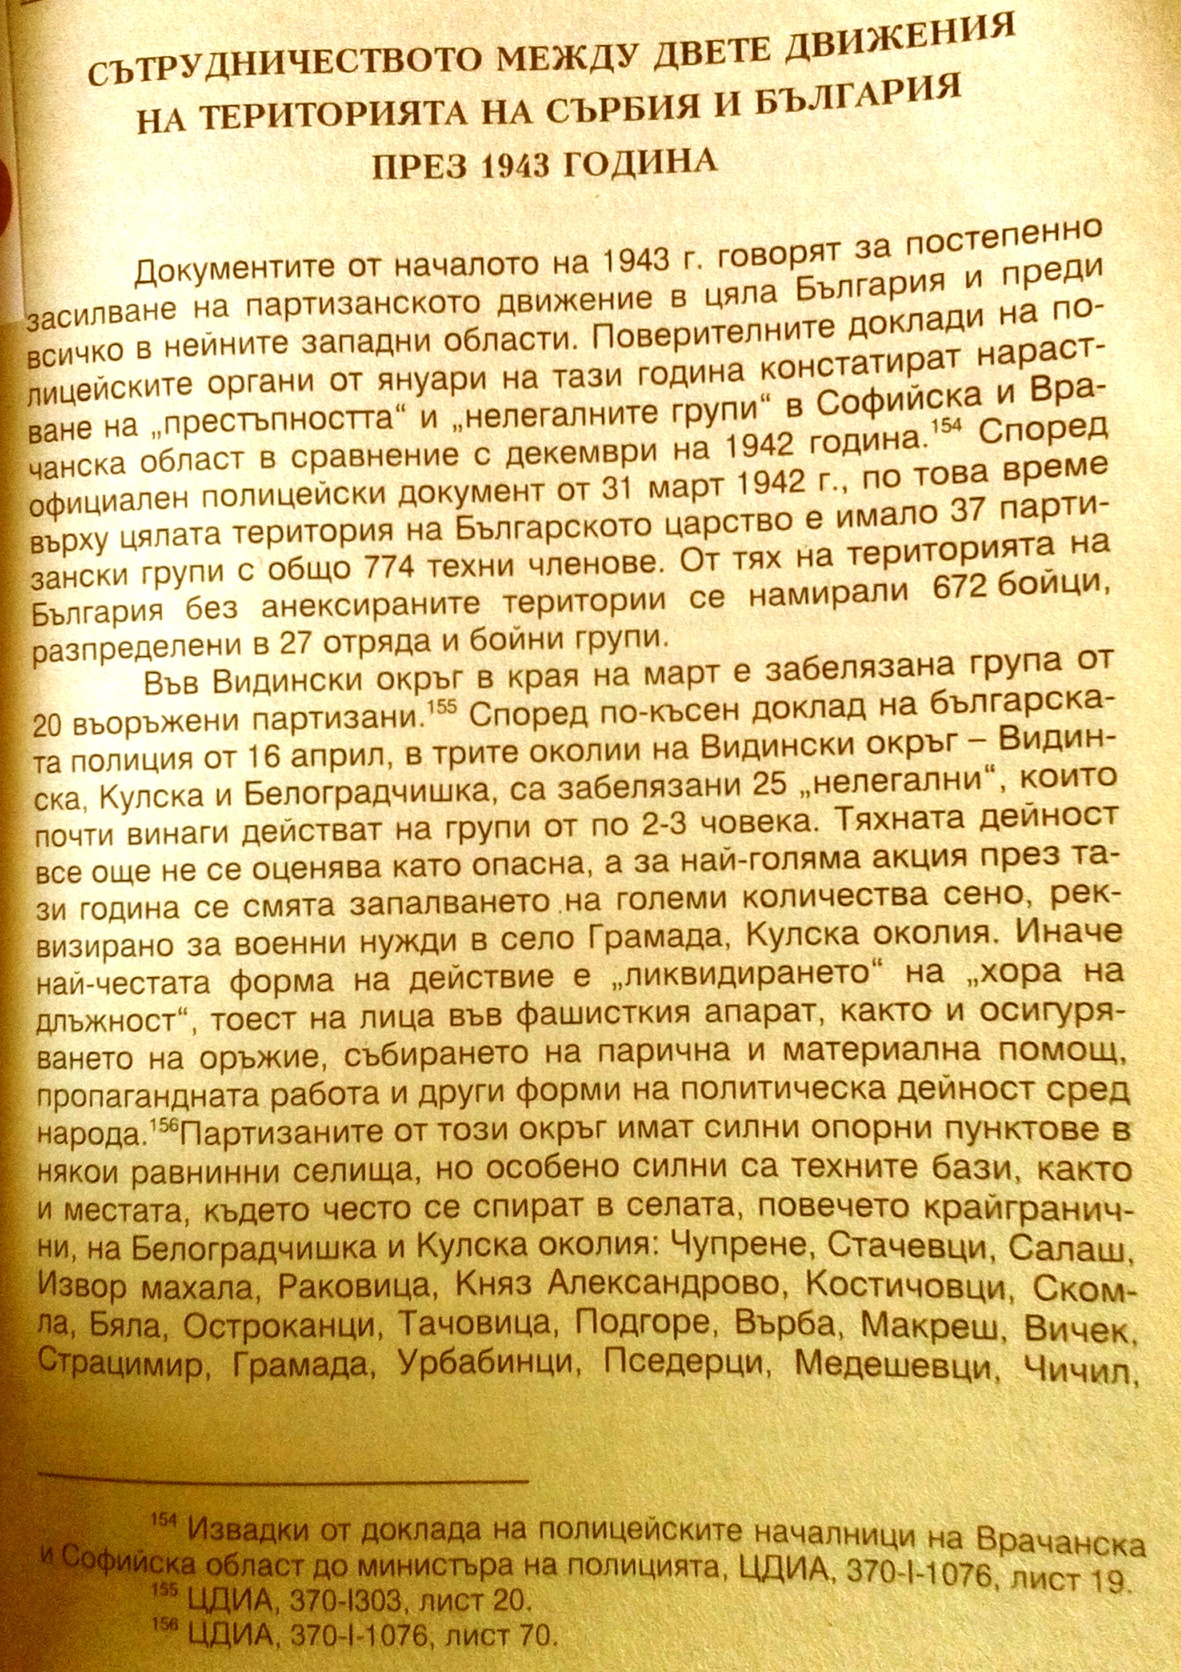 СЪТРУДНИЧЕСТВОТО МЕЖДУ ДВЕТЕ ДВИЖЕНИЯ
НА ТЕРИТОРИЯТА НА СЪРБИЯ И БЪЛГАРИЯ
ПРЕЗ 1943 ГОДИНА
Документите от началото на 1943 г. говорят за постепенно
засилване на партизанското движение в цяла България и преди
всичко в нейните западни области. Поверителните доклади на по-
лицейските органи от януари на тази година констатират нараст-
ване на „престъпността“ и „нелегалните групи“ в Софийска и Вра-
чанска област в сравнение с декември на 1942 година.¹⁵⁴ Според
официален полицейски документ от 31 март 1942 г., по това време
върху цялата територия на Българското царство е имало 37 парти-
зански групи с общо 774 техни членове. От тях на територията на
България без анексираните територии се намирали 672 бойци,
разпределени в 27 отряда и бойни групи.
Във Видински окръг в края на март е забелязана група от
20 въоръжени партизани.¹⁵⁵ Според по-късен доклад на българска-
та полиция от 16 април, в трите околии на Видински окръг – Видин-
ска, Кулска и Белоградчишка, са забелязани 25 „нелегални“, които
почти винаги действат на групи от по 2-3 човека. Тяхната дейност
все още не се оценява като опасна, а за най-голяма акция през та-
зи година се смята запалването на големи количества сено, рек-
визирано за военни нужди в село Грамада, Кулска околия. Иначе
най-честата форма на действие е „ликвидирането“ на „хора на
длъжност“, тоест на лица във фашисткия апарат, както и осигуря-
ването на оръжие, събирането на парична и материална помощ,
пропагандната работа и други форми на политическа дейност сред
народа.¹⁵⁶Партизаните от този окръг имат силни опорни пунктове в
някои равнинни селища, но особено силни са техните бази, както
и местата, където често се спират в селата, повечето крайгранич-
ни, на Белоградчишка и Кулска околия: Чупрене, Стачевци, Салаш,
Извор махала, Раковица, Княз Александрово, Костичовци, Ском-
ла, Бяла, Остроканци, Тачовица, Подгоре, Върба, Макреш, Вичек,
Страцимир, Грамада, Урбабинци, Пседерци, Медешевци, Чичил,
¹⁵⁴ Извадки от доклада на полицейските началници на Врачанска
и Софийска област до министъра на полицията, ЦДИА, 370-I-1076, лист 19.
¹⁵⁵ ЦДИА, 370-I303, лист 20.
¹⁵⁶ ЦДИА, 370-I-1076, лист 70.